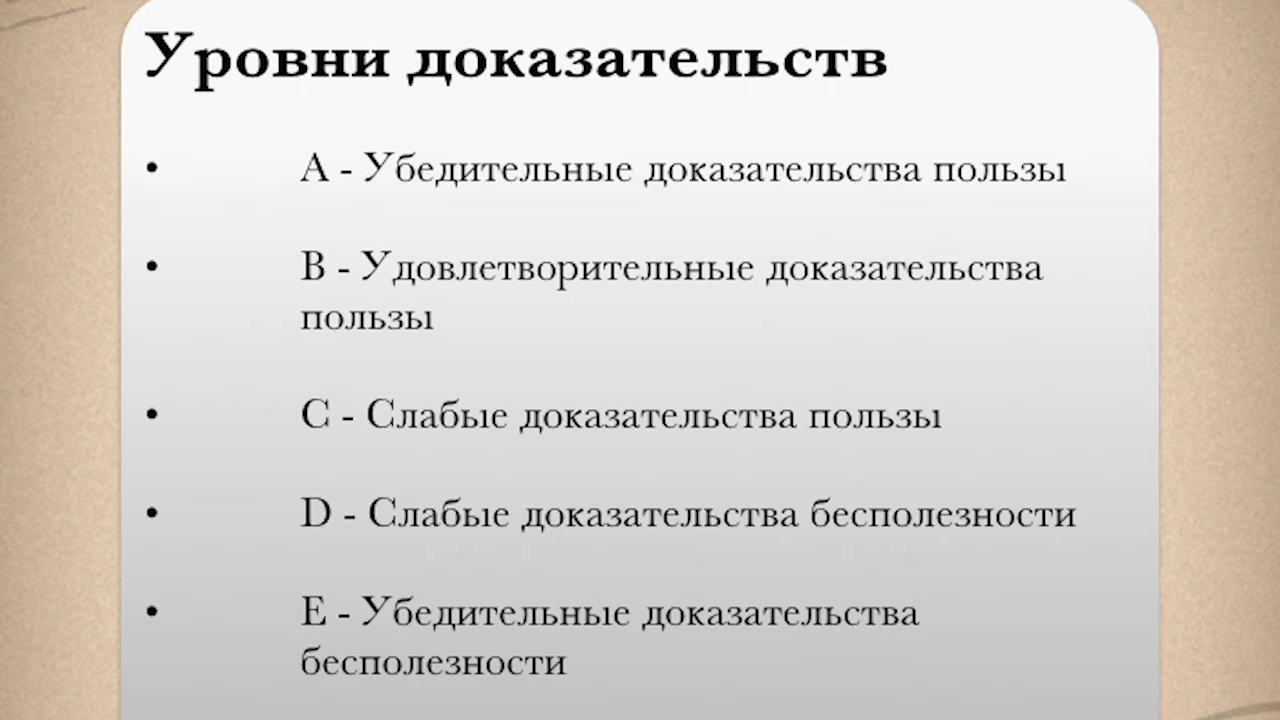 Уровни доказательств
• A - Убедительные доказательства пользы
• B - Удовлетворительные доказательства
пользы
• C - Слабые доказательства пользы
• D - Слабые доказательства бесполезности
• E - Убедительные доказательства
бесполезности